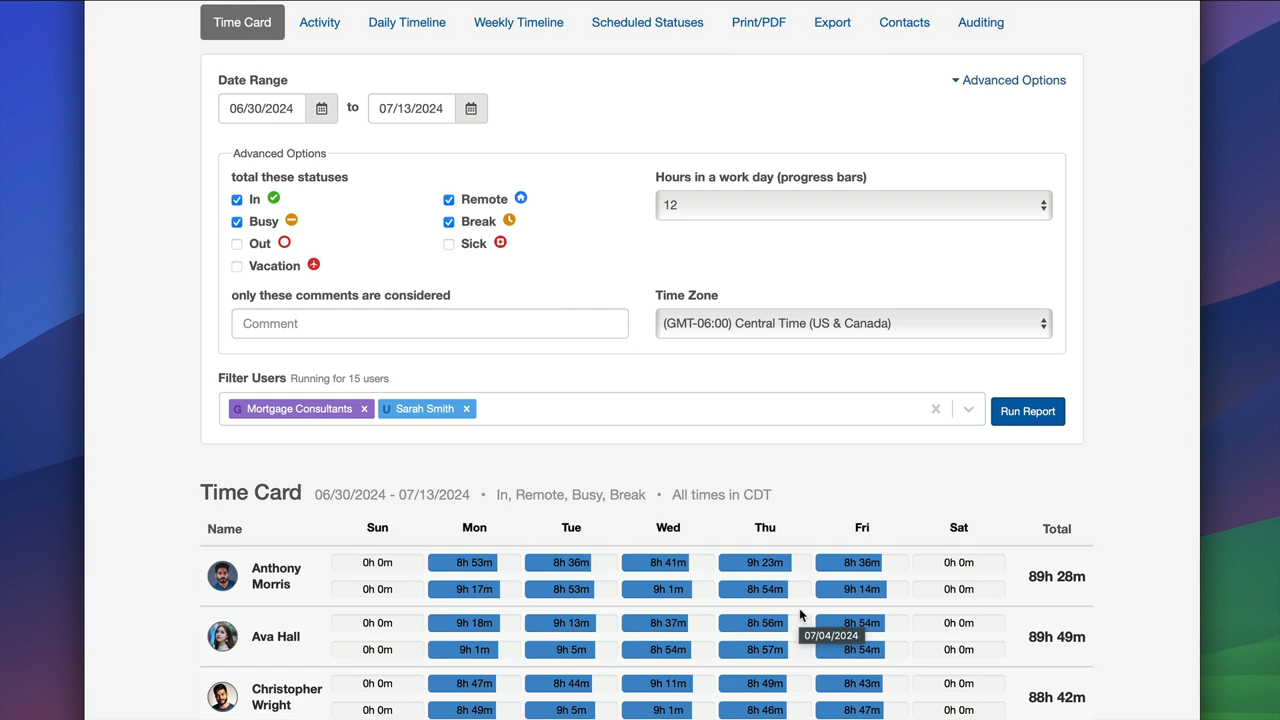 Time Card Activity Daily Timeline Weekly Timeline Scheduled Statuses Print/PDF Export Contacts Auditing
Date Range Advanced Options
06/30/2024 to 07/13/2024
Advanced Options
total these statuses Hours in a work day (progress bars)
In Remote 12
Busy Break
Out Sick
Vacation
only these comments are considered Time Zone
Comment (GMT-06:00) Central Time (US & Canada)
Filter Users Running for 15 users
G Mortgage Consultants × U Sarah Smith × Run Report
Time Card 06/30/2024 - 07/13/2024 • In, Remote, Busy, Break • All times in CDT
Name Sun Mon Tue Wed Thu Fri Sat Total
Anthony Morris 0h 0m 8h 53m 8h 36m 8h 41m 9h 23m 8h 36m 0h 0m 89h 28m
0h 0m 9h 17m 8h 53m 9h 1m 8h 54m 9h 14m 0h 0m
Ava Hall 0h 0m 9h 18m 9h 13m 8h 37m 8h 56m 8h 54m 0h 0m 89h 49m
07/04/2024
0h 0m 9h 1m 9h 5m 8h 54m 8h 57m 8h 54m 0h 0m
Christopher Wright 0h 0m 8h 47m 8h 44m 9h 11m 8h 49m 8h 43m 0h 0m 88h 42m
0h 0m 8h 49m 9h 5m 9h 1m 8h 46m 8h 47m 0h 0m